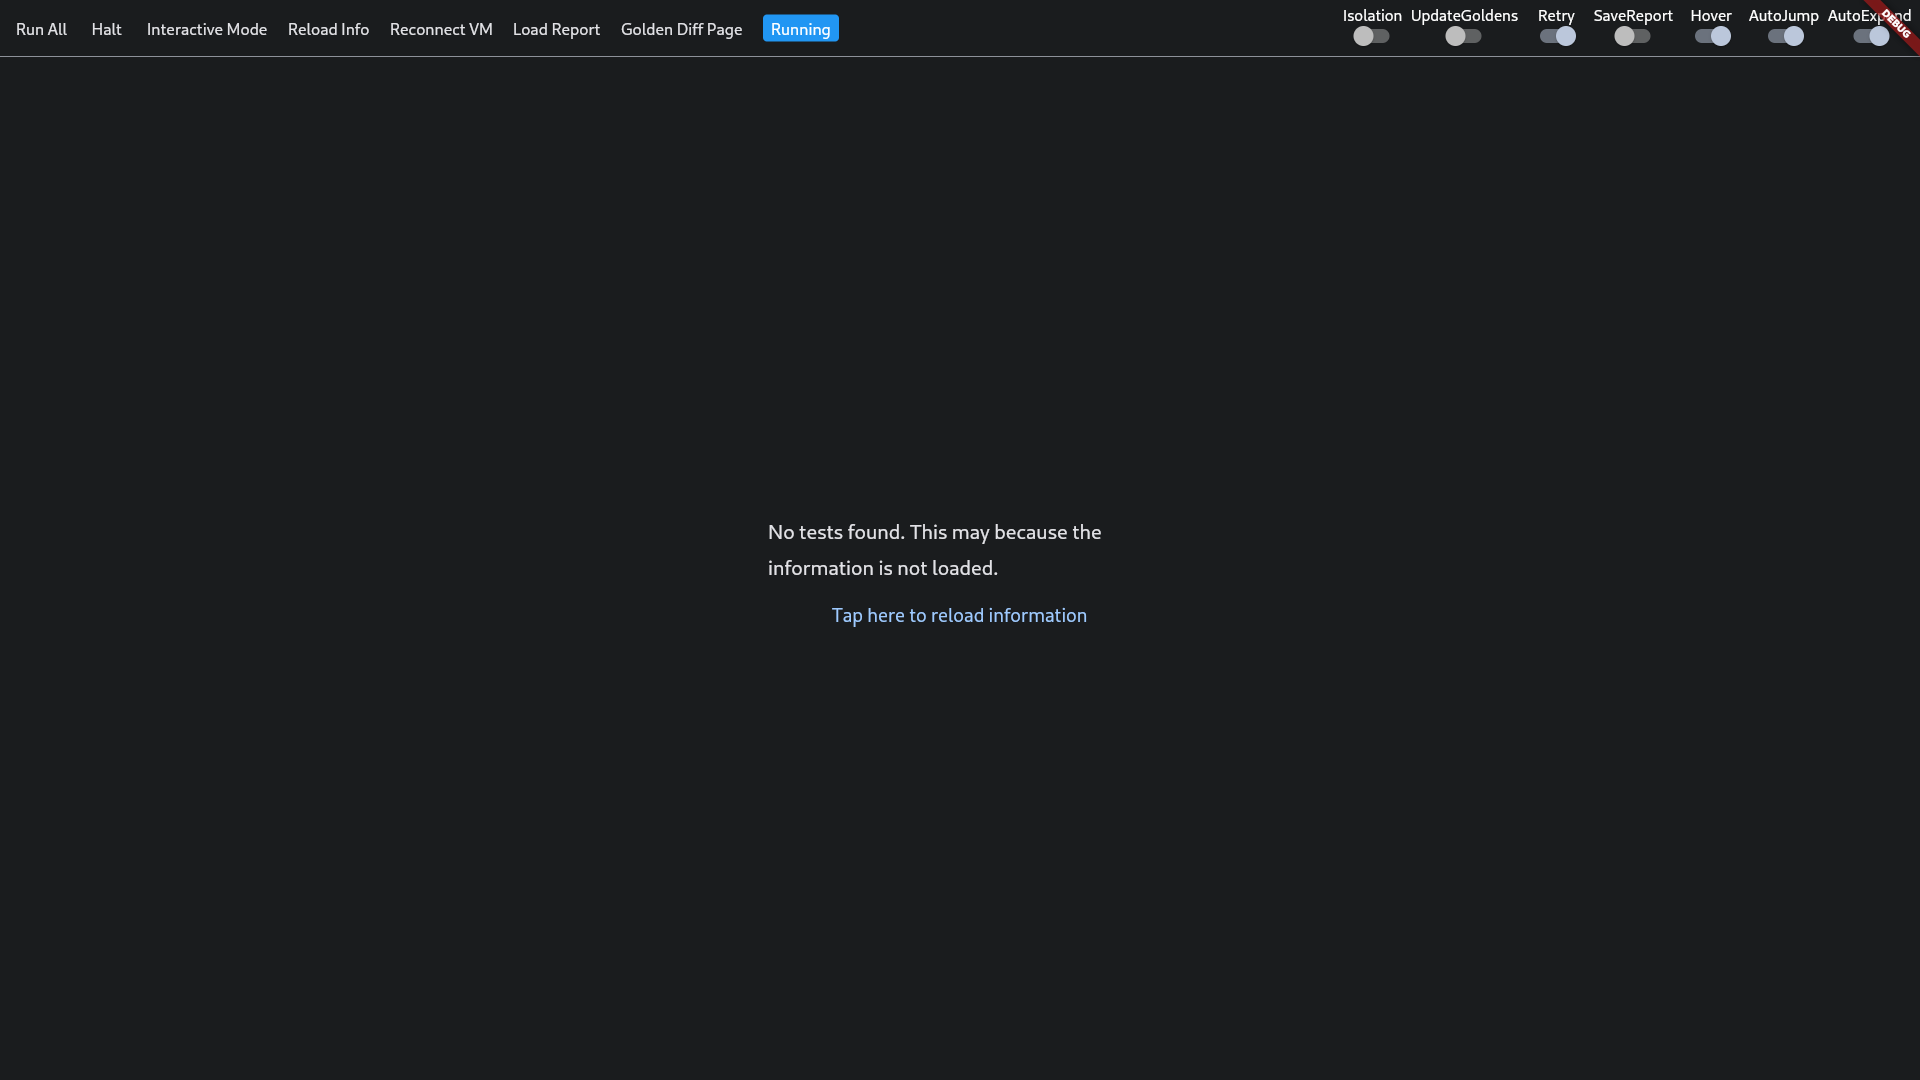 Run All Halt Interactive Mode Reload Info Reconnect VM Load Report Golden Diff Page Running
Isolation UpdateGoldens Retry SaveReport Hover AutoJump AutoExpand
DEBUG
No tests found. This may because the
information is not loaded.
Tap here to reload information